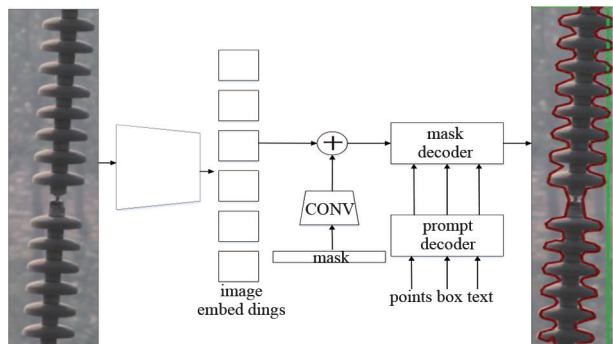 mask
decoder
CONV
prompt
decoder
mask
image
embed dings
points box text